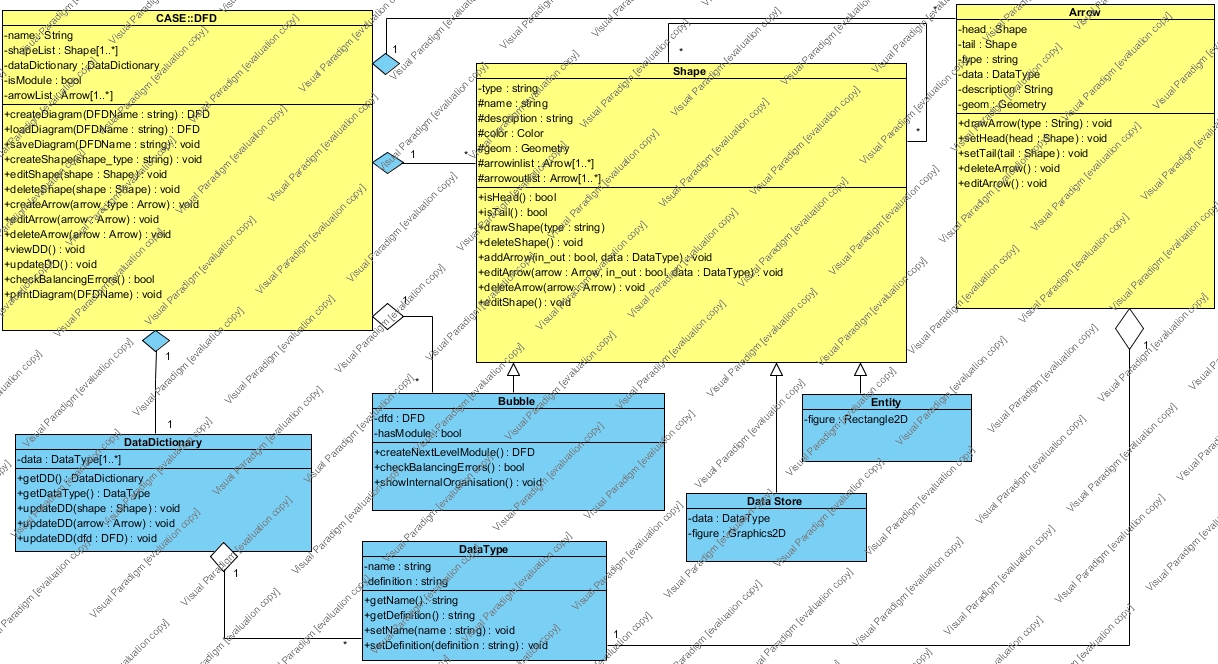 CASE::DFD
-name : String
-shapeList : Shape[1..*]
-dataDictionary : DataDictionary
-isModule : bool
-arrowList : Arrow[1..*]
+createDiagram(DFDName : string) : DFD
+loadDiagram(DFDName : string) : DFD
+saveDiagram(DFDName : string) : void
+createShape(shape_type : string) : void
+editShape(shape : Shape) : void
+deleteShape(shape : Shape) : void
+createArrow(arrow_type : Arrow) : void
+editArrow(arrow : Arrow) : void
+deleteArrow(arrow : Arrow) : void
+viewDD() : void
+updateDD() : void
+checkBalancingErrors() : bool
+printDiagram(DFDName) : void
1
*
1
*
1
*
1
1
Shape
-type : string
#name : string
#description : string
#color : Color
#geom : Geometry
#arrowinlist : Arrow[1..*]
#arrowoutlist : Arrow[1..*]
+isHead() : bool
+isTail() : bool
+drawShape(type : string)
+deleteShape() : void
+addArrow(in_out : bool, data : DataType) : void
+editArrow(arrow : Arrow, in_out : bool, data : DataType) : void
+deleteArrow(arrow : Arrow) : void
+editShape() : void
*
*
Arrow
-head : Shape
-tail : Shape
-type : string
-data : DataType
-description : String
-geom : Geometry
+drawArrow(type : String) : void
+setHead(head : Shape) : void
+setTail(tail : Shape) : void
+deleteArrow() : void
+editArrow() : void
1
Bubble
-dfd : DFD
-hasModule : bool
+createNextLevelModule() : DFD
+checkBalancingErrors() : bool
+showInternalOrganisation() : void
Entity
-figure : Rectangle2D
DataDictionary
-data : DataType[1..*]
+getDD() : DataDictionary
+getDataType() : DataType
+updateDD(shape : Shape) : void
+updateDD(arrow : Arrow) : void
+updateDD(dfd : DFD) : void
1
*
Data Store
-data : DataType
-figure : Graphics2D
DataType
-name : string
-definition : string
+getName() : string
+getDefinition() : string
+setName(name : string) : void
+setDefinition(definition : string) : void
1
Visual Paradigm [evaluation copy]